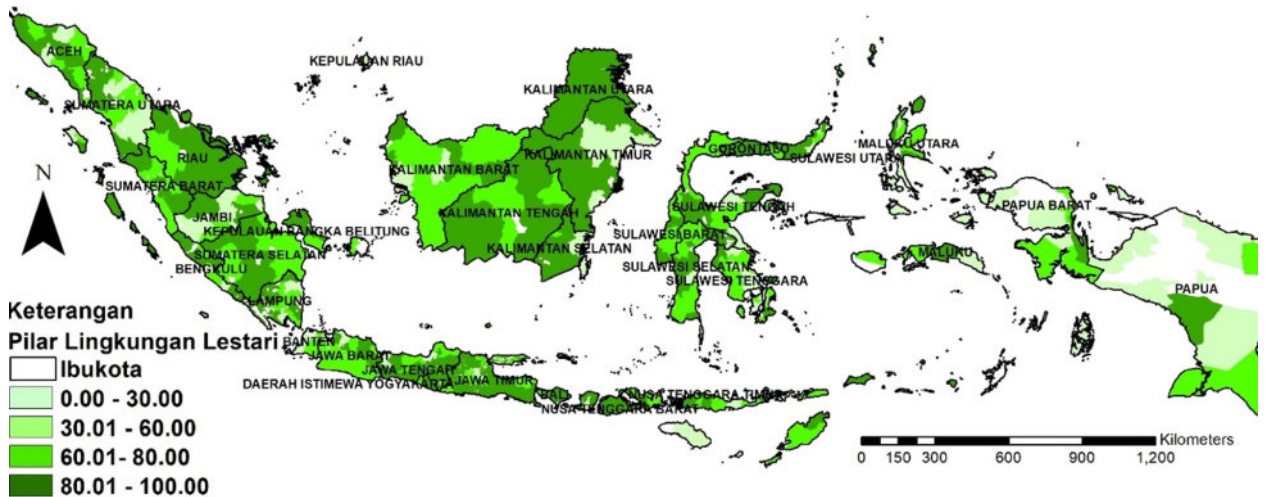 ACEH
KEPULAUAN RIAU
SUMATERA UTARA
KALIMANTAN UTARA
RIAU
GORONTALO
MALUKU UTARA
KALIMANTAN TIMUR
SULAWESI UTARA
KALIMANTAN BARAT
N
SUMATERA BARAT
PAPUA BARAT
SULAWESI TENGAH
JAMBI
KALIMANTAN TENGAH
KEPULAUAN BANGKA BELITUNG
SULAWESI BARAT
KALIMANTAN SELATAN
SUMATERA SELATAN
MALUKU
BENGKULU
SULAWESI SELATAN
SULAWESI TENGGARA
PAPUA
LAMPUNG
Keterangan
BANTEN
Pilar Lingkungan Lestari
JAWA BARAT
Ibukota
JAWA TENGAH
JAWA TIMUR
DAERAH ISTIMEWA YOGYAKARTA
BALI
NUSA TENGGARA TIMUR
NUSA TENGGARA BARAT
0.00 - 30.00
30.01 - 60.00
60.01- 80.00
80.01 - 100.00
Kilometers
0 150 300 600 900 1,200